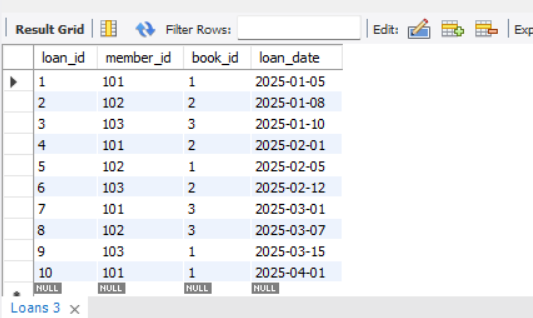 Result Grid Filter Rows: Edit: Exp
loan_id member_id book_id loan_date
1 101 1 2025-01-05
2 102 2 2025-01-08
3 103 3 2025-01-10
4 101 2 2025-02-01
5 102 1 2025-02-05
6 103 2 2025-02-12
7 101 3 2025-03-01
8 102 3 2025-03-07
9 103 1 2025-03-15
10 101 1 2025-04-01
NULL NULL NULL NULL
Loans 3